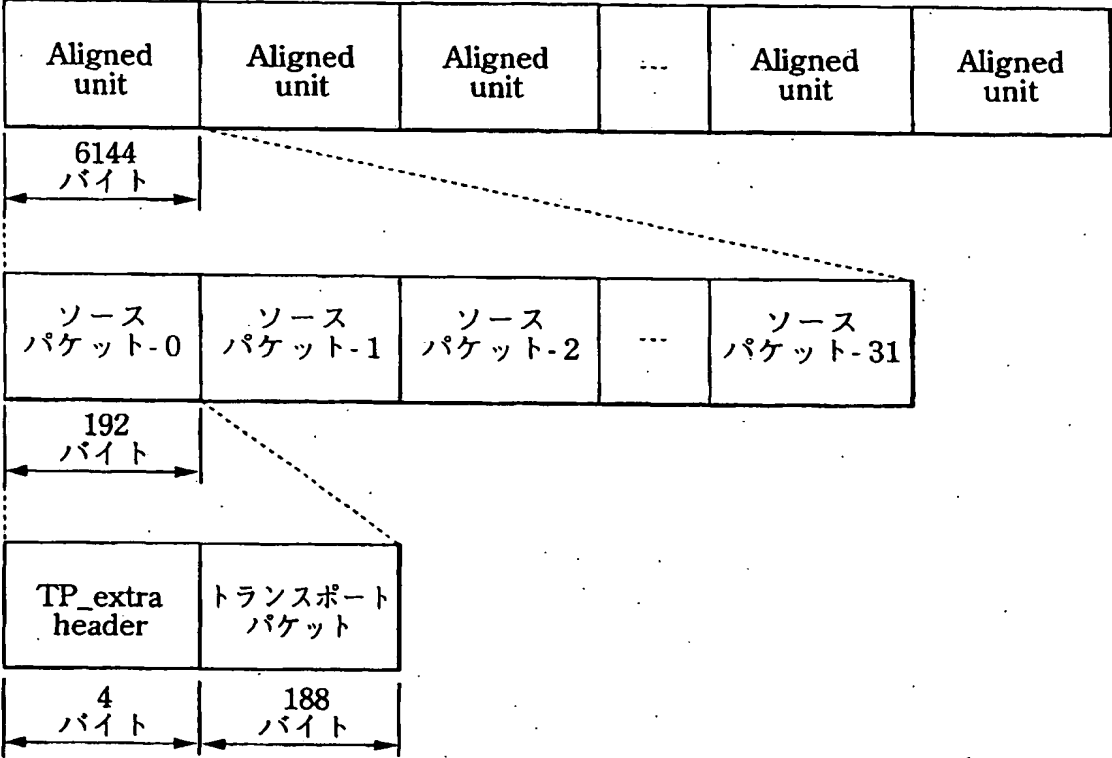 Aligned
unit
Aligned
unit
Aligned
unit
...
Aligned
unit
Aligned
unit
6144
バイト
ソース
パケット-0
ソース
パケット-1
ソース
パケット-2
...
ソース
パケット-31
192
バイト
TP_extra
header
トランスポート
パケット
4
バイト
188
バイト